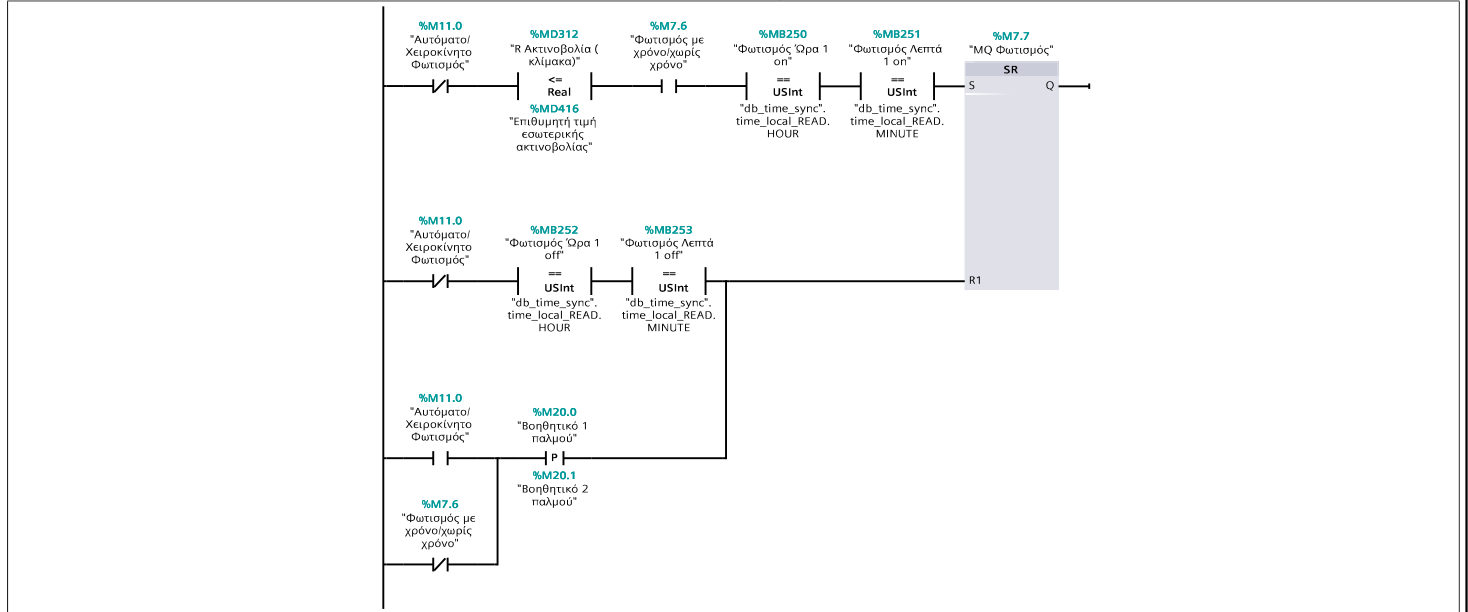 %M11.0
"Αυτόματο/
Χειροκίνητο
Φωτισμός"
%MD312
"R Ακτινοβολία (
κλίμακα)"
<=
Real
%MD416
"Επιθυμητή τιμή
εσωτερικής
ακτινοβολίας"
%M7.6
"Φωτισμός με
χρόνο/χωρίς
χρόνο"
%MB250
"Φωτισμός Ώρα 1
on"
==
USInt
"db_time_sync".
time_local_READ.
HOUR
%MB251
"Φωτισμός Λεπτά
1 on"
==
USInt
"db_time_sync".
time_local_READ.
MINUTE
%M7.7
"MQ Φωτισμός"
SR
S
Q
R1
%M11.0
"Αυτόματο/
Χειροκίνητο
Φωτισμός"
%MB252
"Φωτισμός Ώρα 1
off"
==
USInt
"db_time_sync".
time_local_READ.
HOUR
%MB253
"Φωτισμός Λεπτά
1 off"
==
USInt
"db_time_sync".
time_local_READ.
MINUTE
%M11.0
"Αυτόματο/
Χειροκίνητο
Φωτισμός"
%M20.0
"Βοηθητικό 1
παλμού"
P
%M20.1
"Βοηθητικό 2
παλμού"
%M7.6
"Φωτισμός με
χρόνο/χωρίς
χρόνο"